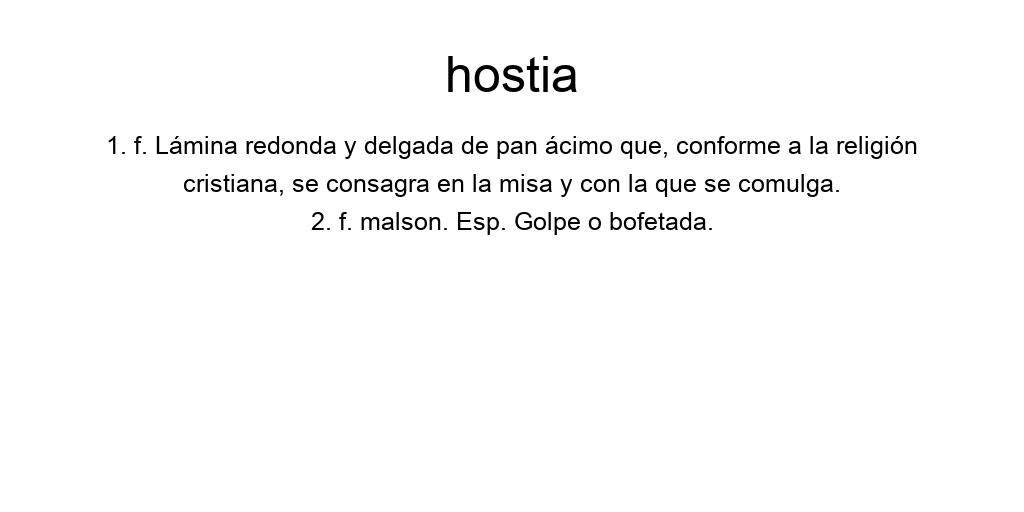 hostia
1. f. Lámina redonda y delgada de pan ácimo que, conforme a la religión
cristiana, se consagra en la misa y con la que se comulga.
2. f. malson. Esp. Golpe o bofetada.